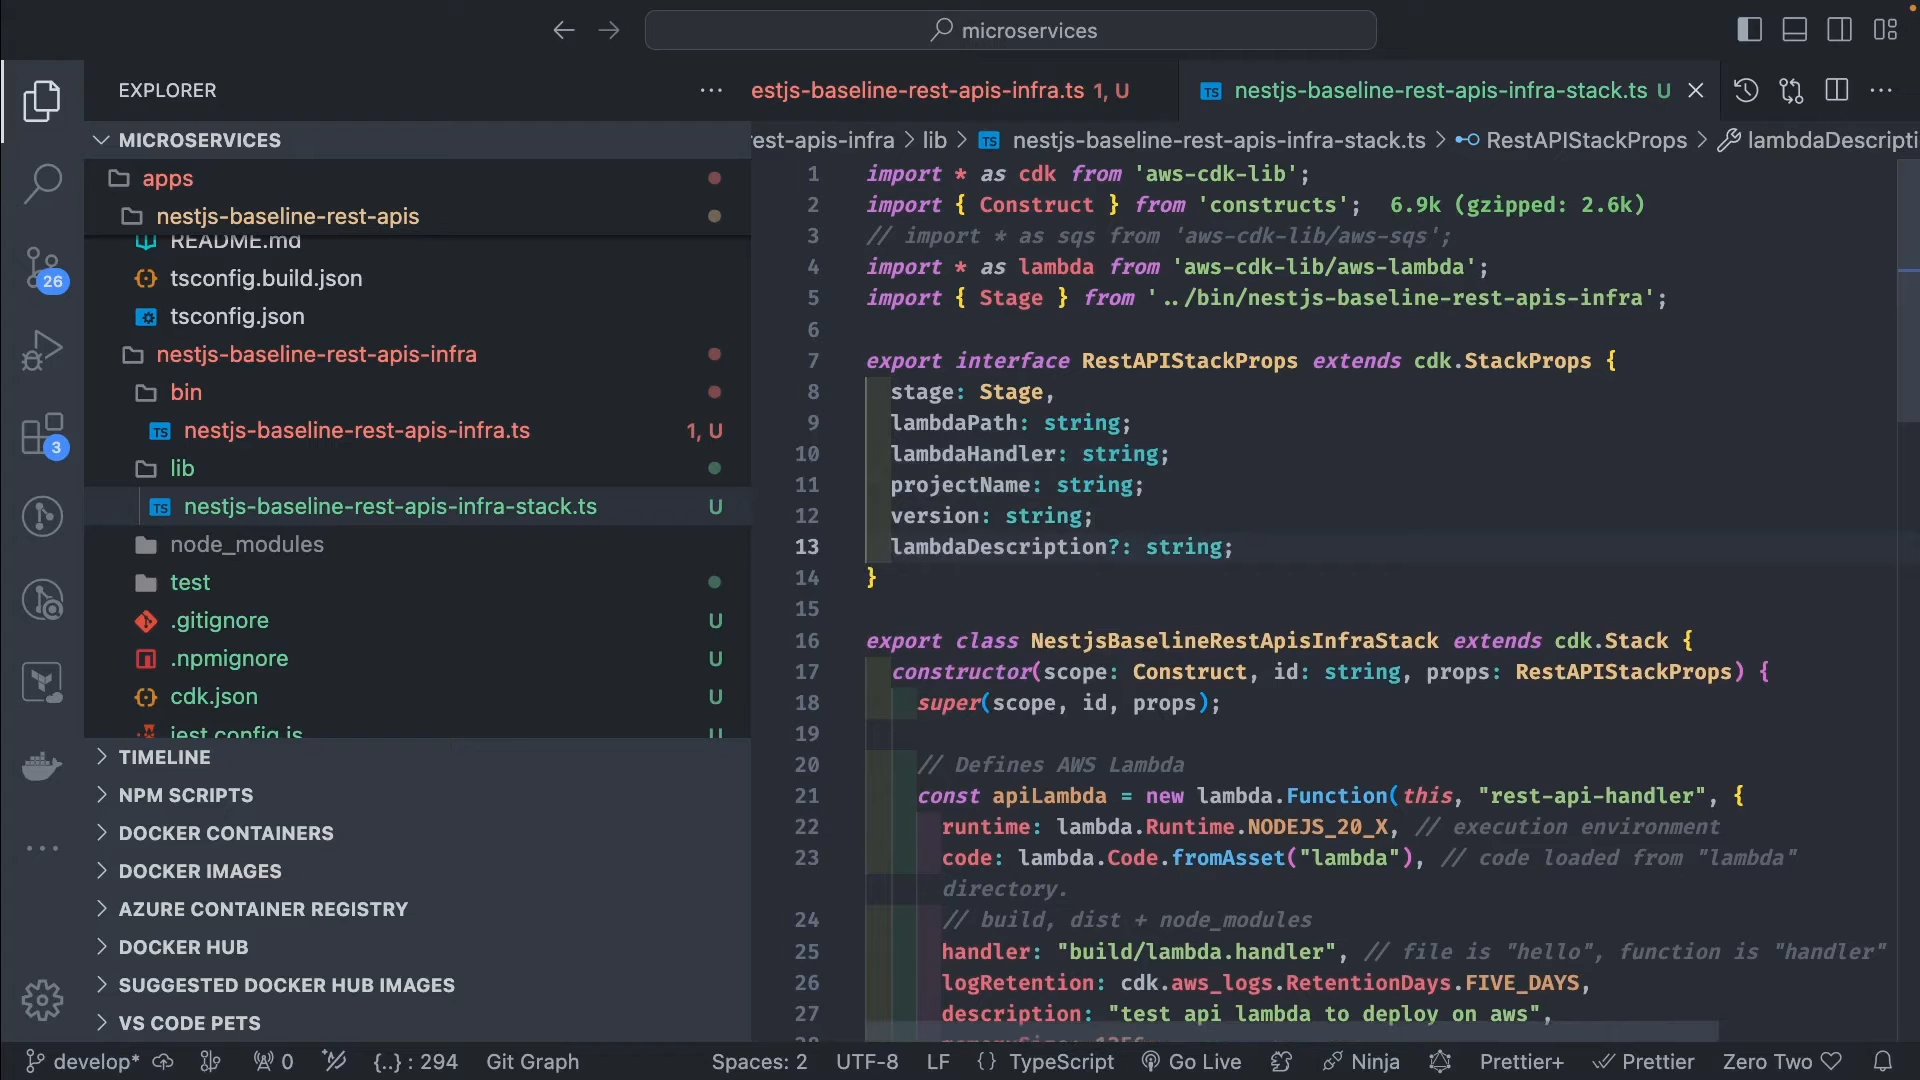 microservices
EXPLORER
MICROSERVICES
apps
nestjs-baseline-rest-apis
README.md
tsconfig.build.json
tsconfig.json
nestjs-baseline-rest-apis-infra
bin
nestjs-baseline-rest-apis-infra.ts 1, U
lib
nestjs-baseline-rest-apis-infra-stack.ts U
node_modules
test
.gitignore U
.npmignore U
cdk.json U
jest.config.js U
TIMELINE
NPM SCRIPTS
DOCKER CONTAINERS
DOCKER IMAGES
AZURE CONTAINER REGISTRY
DOCKER HUB
SUGGESTED DOCKER HUB IMAGES
VS CODE PETS
26
3
estjs-baseline-rest-apis-infra.ts 1, U
TS nestjs-baseline-rest-apis-infra-stack.ts U
rest-apis-infra > lib > TS nestjs-baseline-rest-apis-infra-stack.ts > RestAPIStackProps > lambdaDescripti
1 import * as cdk from 'aws-cdk-lib';
2 import { Construct } from 'constructs'; 6.9k (gzipped: 2.6k)
3 // import * as sqs from 'aws-cdk-lib/aws-sqs';
4 import * as lambda from 'aws-cdk-lib/aws-lambda';
5 import { Stage } from '../bin/nestjs-baseline-rest-apis-infra';
6
7 export interface RestAPIStackProps extends cdk.StackProps {
8 stage: Stage,
9 lambdaPath: string;
10 lambdaHandler: string;
11 projectName: string;
12 version: string;
13 lambdaDescription?: string;
14 }
15
16 export class NestjsBaselineRestApisInfraStack extends cdk.Stack {
17 constructor(scope: Construct, id: string, props: RestAPIStackProps) {
18 super(scope, id, props);
19
20 // Defines AWS Lambda
21 const apiLambda = new lambda.Function(this, "rest-api-handler", {
22 runtime: lambda.Runtime.NODEJS_20_X, // execution environment
23 code: lambda.Code.fromAsset("lambda"), // code loaded from "lambda"
directory.
24 // build, dist + node_modules
25 handler: "build/lambda.handler", // file is "hello", function is "handler"
26 logRetention: cdk.aws_logs.RetentionDays.FIVE_DAYS,
27 description: "test api lambda to deploy on aws",
develop* 0 {..} : 294 Git Graph Spaces: 2 UTF-8 LF {} TypeScript Go Live Ninja Prettier+ Prettier Zero Two